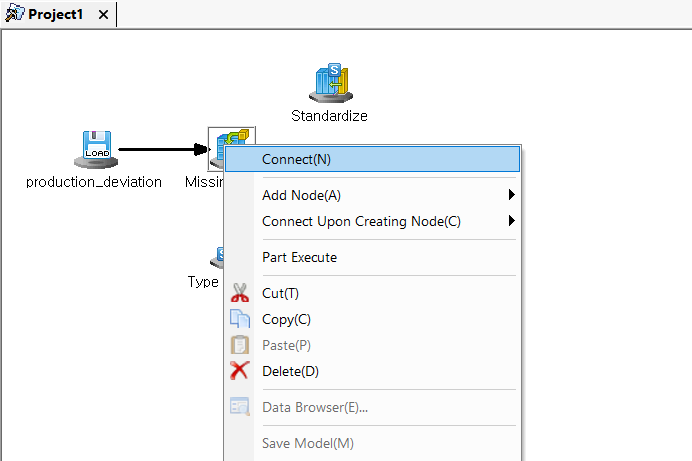 Project1
Standardize
LOAD
production_deviation
Missin
Type
Connect(N)
Add Node(A)
Connect Upon Creating Node(C)
Part Execute
Cut(T)
Copy(C)
Paste(P)
Delete(D)
Data Browser(E)...
Save Model(M)